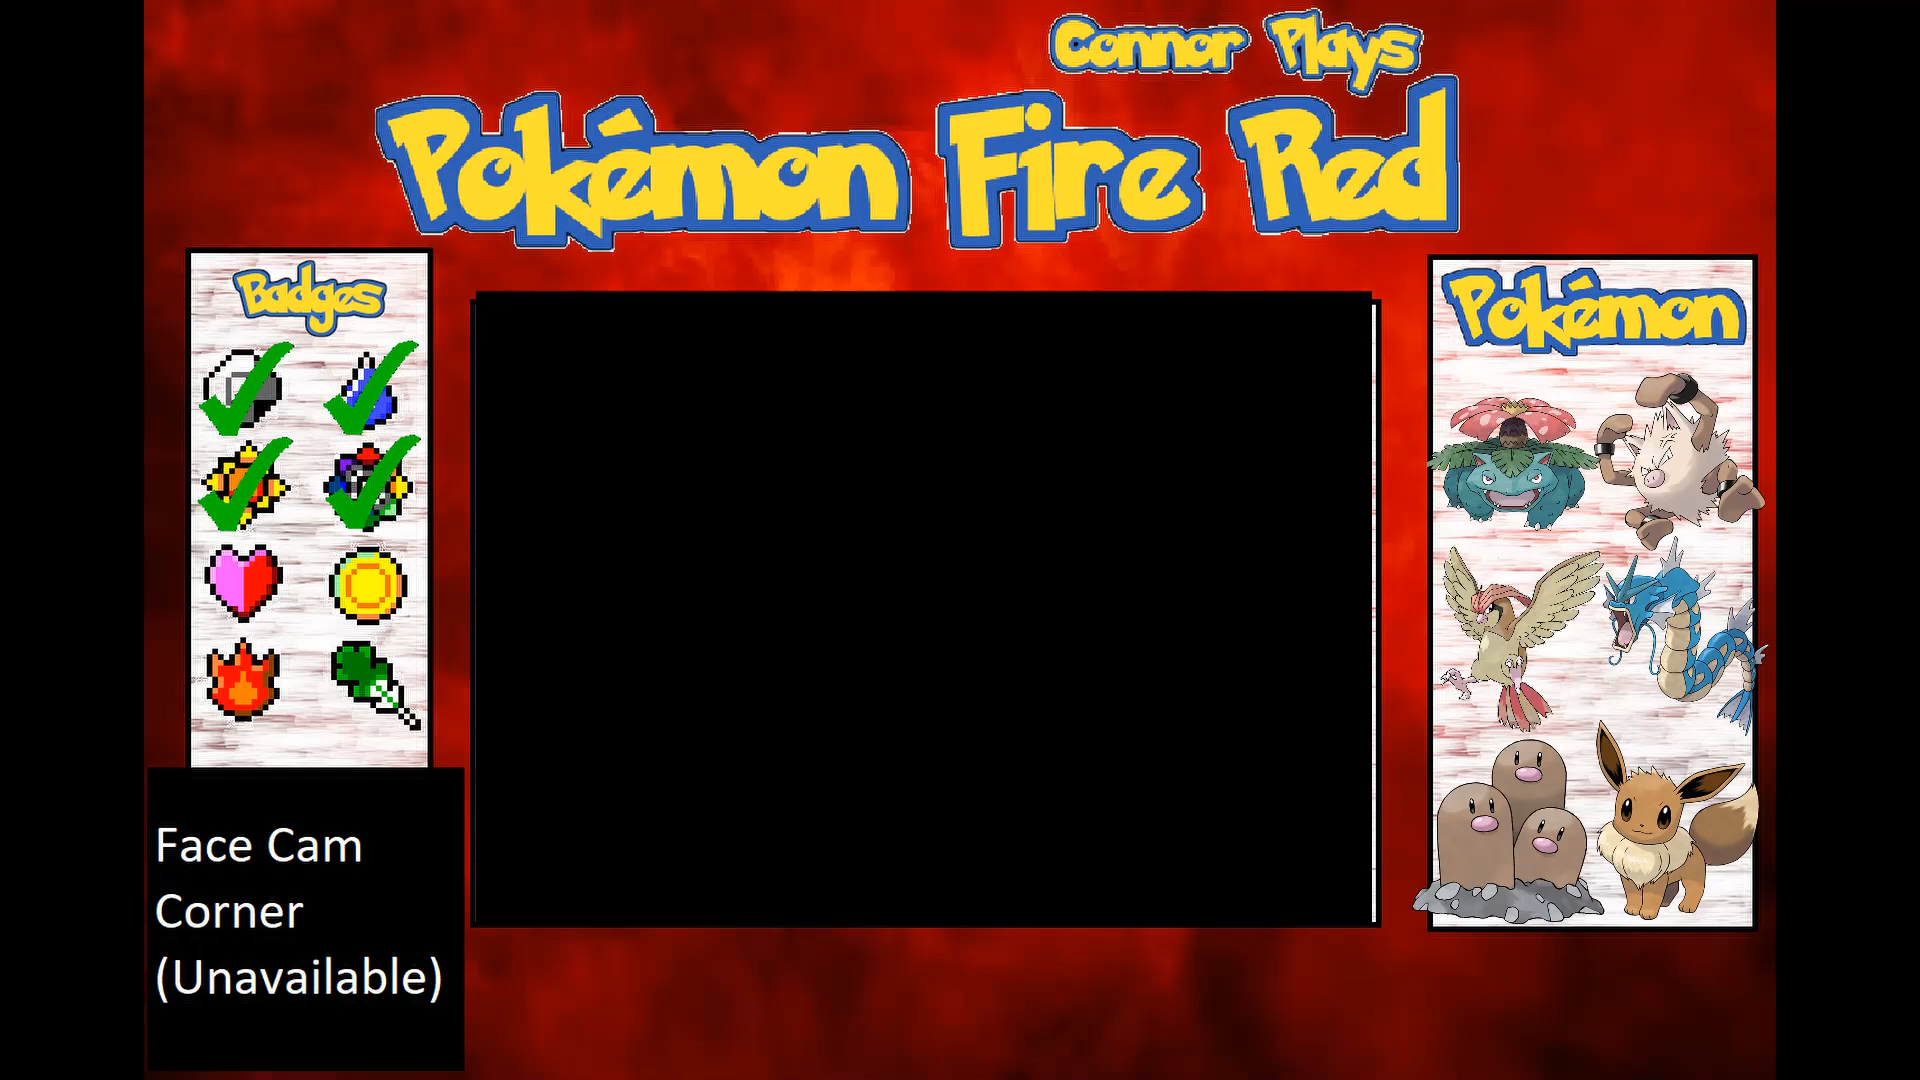 Connor Plays
Pokémon Fire Red
Badges
Pokémon
Face Cam
Corner
(Unavailable)